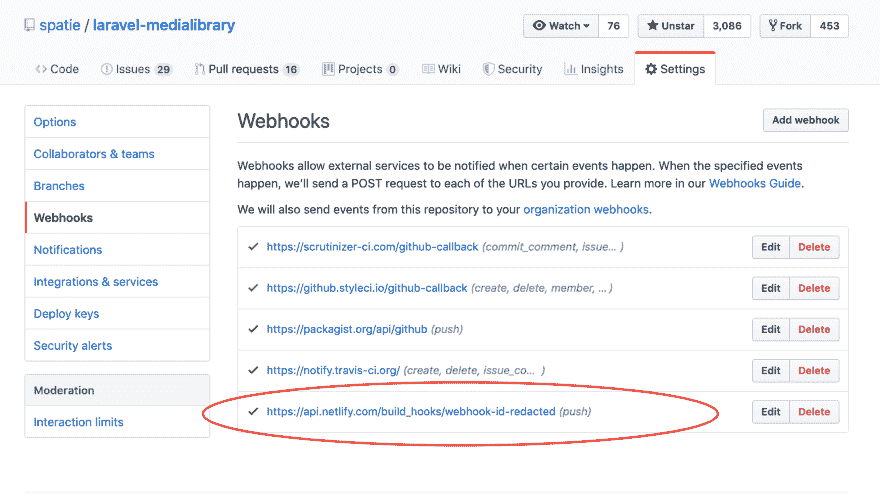 spatie / laravel-medialibrary
Watch 76 Unstar 3,086 Fork 453
Code Issues 29 Pull requests 16 Projects 0 Wiki Security Insights Settings
Options
Collaborators & teams
Branches
Webhooks
Notifications
Integrations & services
Deploy keys
Security alerts
Moderation
Interaction limits
Webhooks
Add webhook
Webhooks allow external services to be notified when certain events happen. When the specified events
happen, we'll send a POST request to each of the URLs you provide. Learn more in our Webhooks Guide.
We will also send events from this repository to your organization webhooks.
https://scrutinizer-ci.com/github-callback (commit_comment, issue... ) Edit Delete
https://github.styleci.io/github-callback (create, delete, member, ... ) Edit Delete
https://packagist.org/api/github (push) Edit Delete
https://notify.travis-ci.org/ (create, delete, issue_co... ) Edit Delete
https://api.netlify.com/build_hooks/webhook-id-redacted (push) Edit Delete